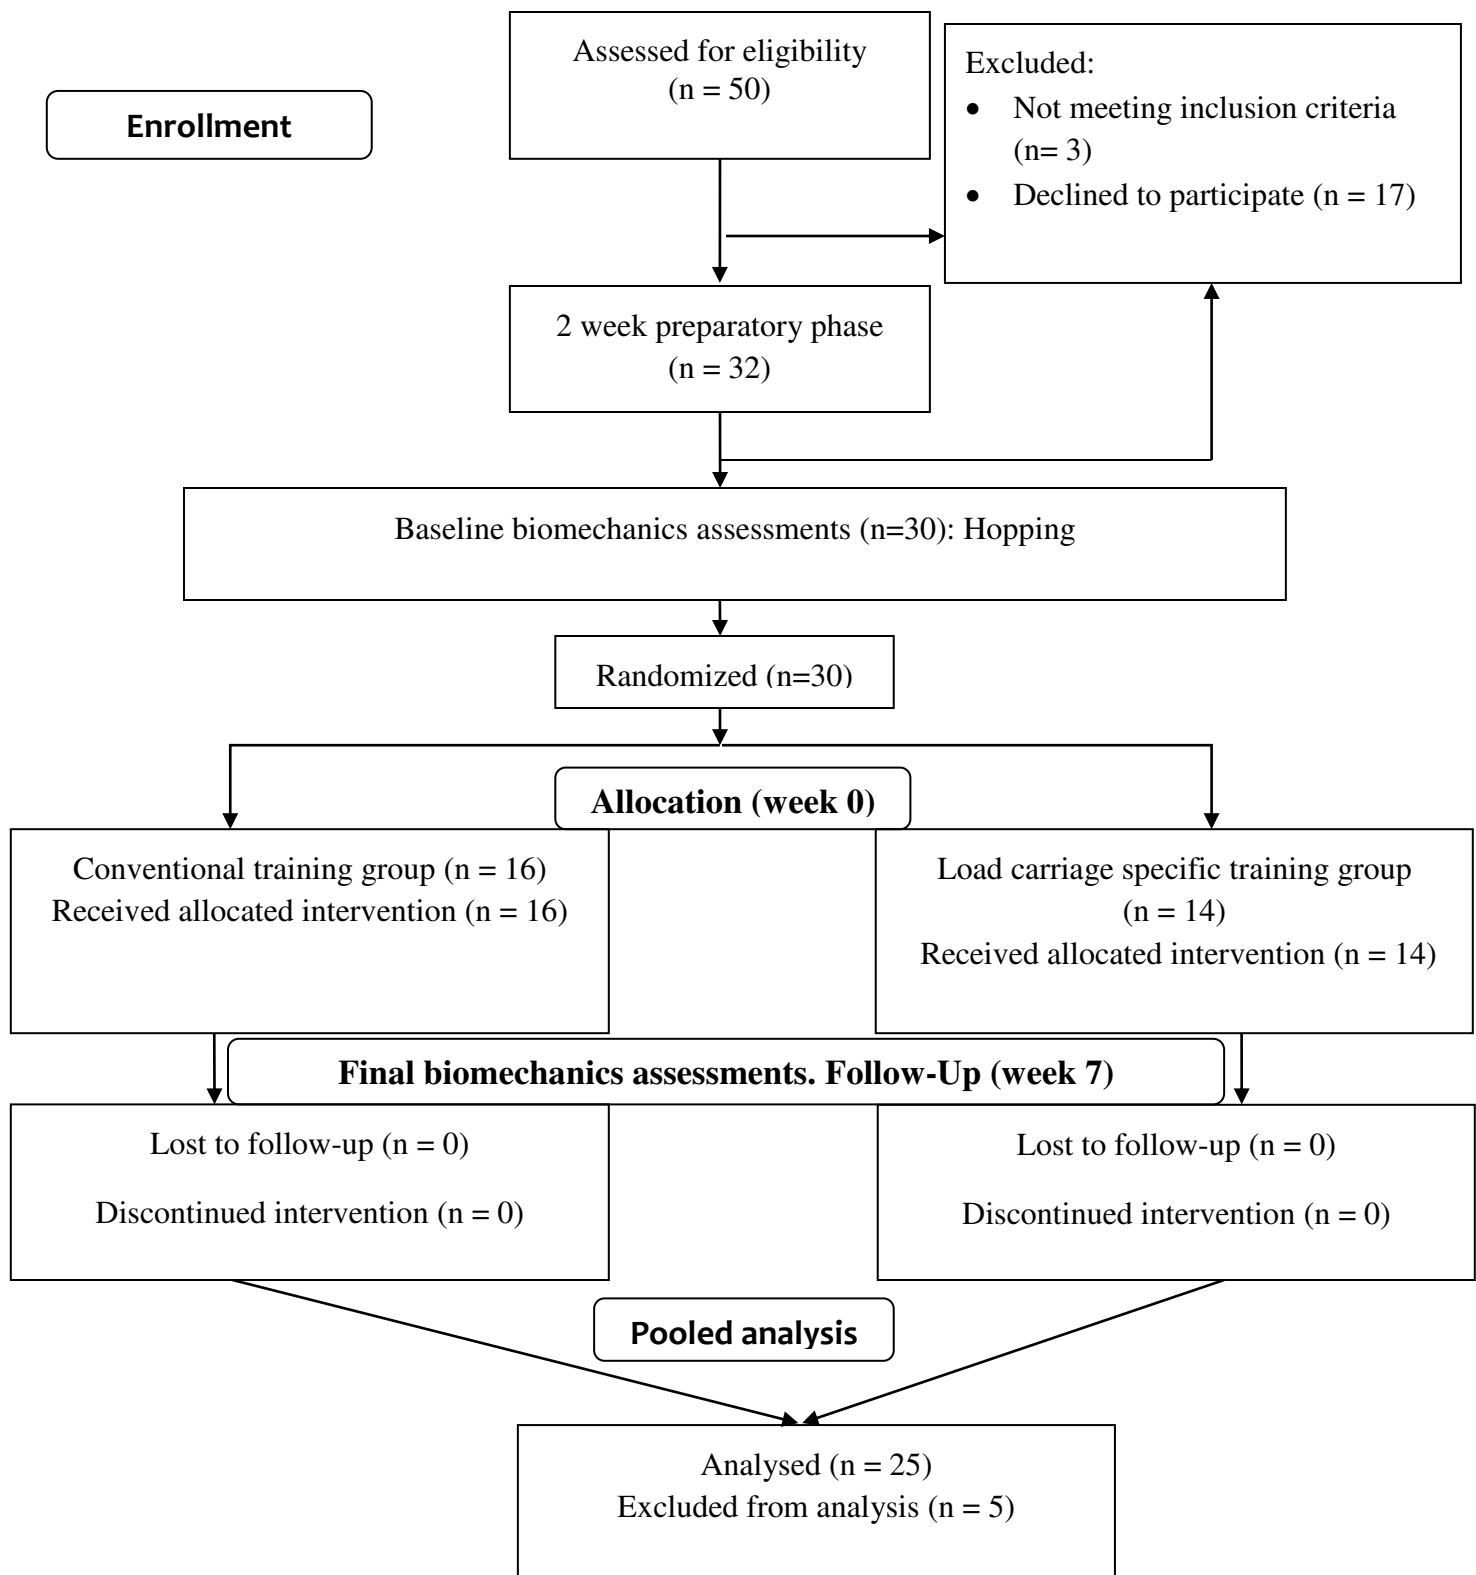 Assessed for eligibility
(n = 50)
Excluded:
• Not meeting inclusion criteria
(n= 3)
• Declined to participate (n = 17)
Enrollment
2 week preparatory phase
(n = 32)
Baseline biomechanics assessments (n=30): Hopping
Randomized (n=30)
Allocation (week 0)
Conventional training group (n = 16)
Received allocated intervention (n = 16)
Load carriage specific training group
(n = 14)
Received allocated intervention (n = 14)
Final biomechanics assessments. Follow-Up (week 7)
Lost to follow-up (n = 0)
Discontinued intervention (n = 0)
Lost to follow-up (n = 0)
Discontinued intervention (n = 0)
Pooled analysis
Analysed (n = 25)
Excluded from analysis (n = 5)